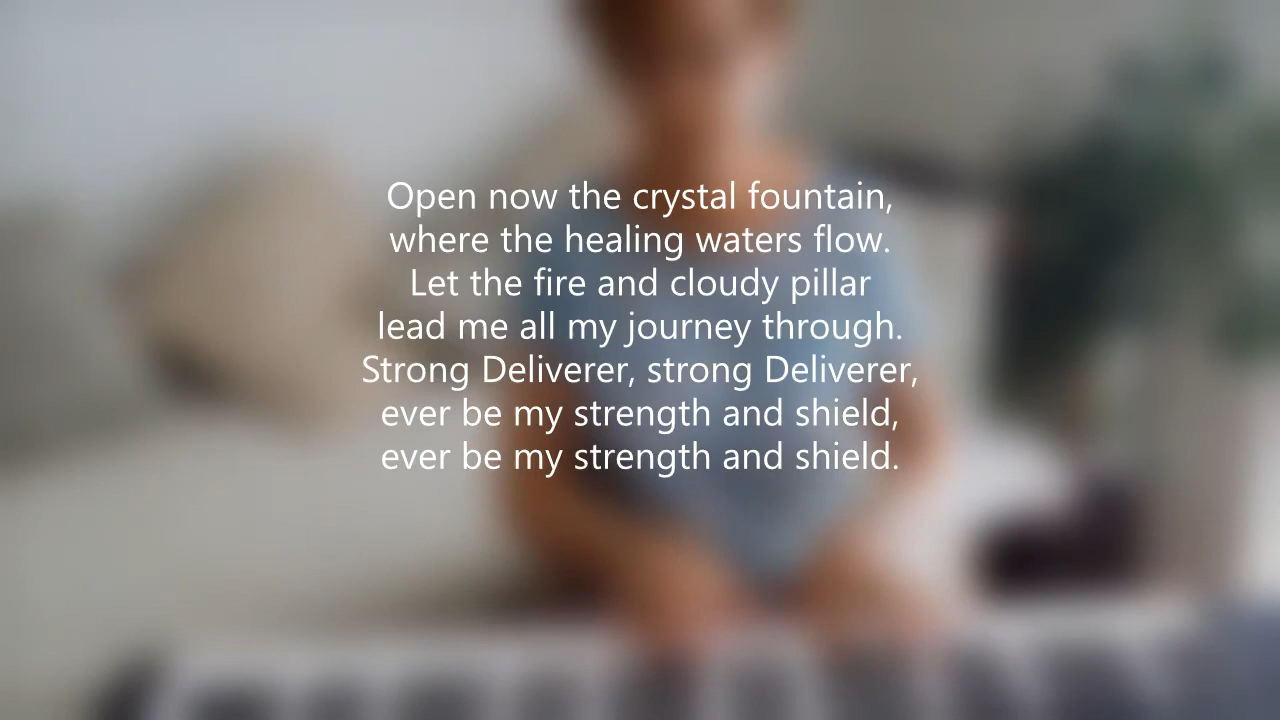 Open now the crystal fountain,
where the healing waters flow.
Let the fire and cloudy pillar
lead me all my journey through.
Strong Deliverer, strong Deliverer,
ever be my strength and shield,
ever be my strength and shield.